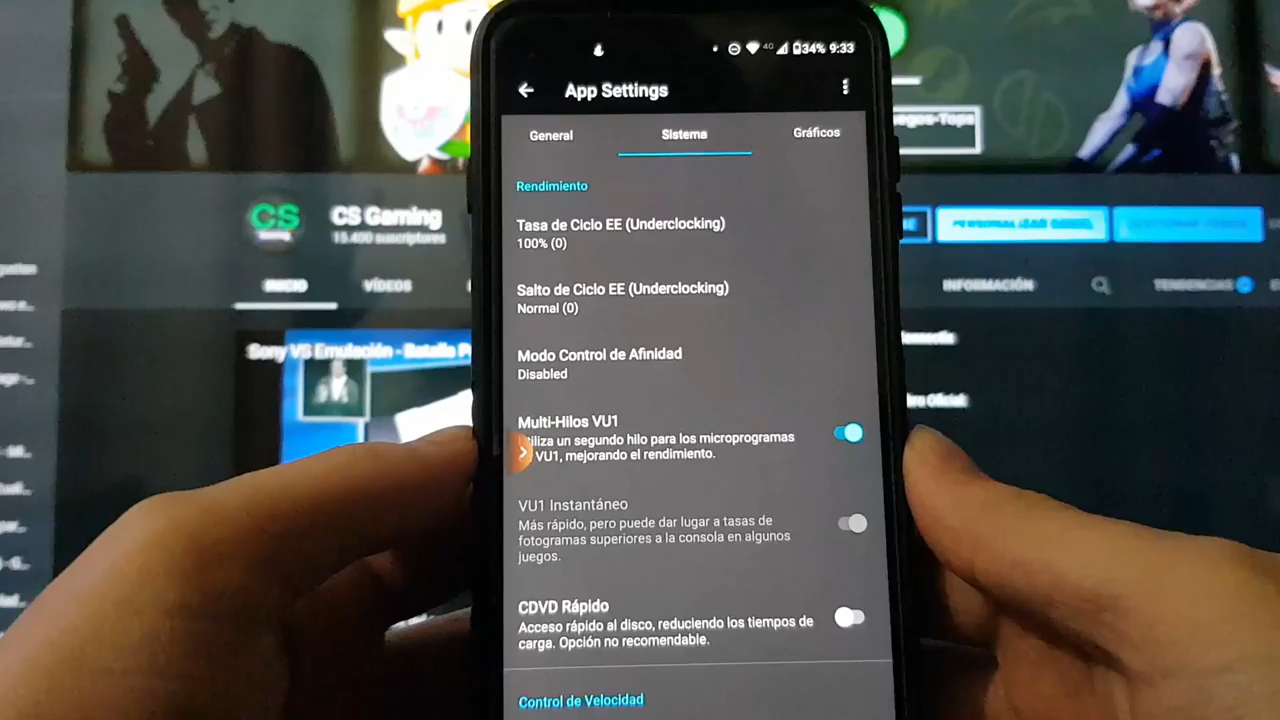 34% 9:33
App Settings
General
Sistema
Gráficos
Rendimiento
Tasa de Ciclo EE (Underclocking)
100% (0)
Salto de Ciclo EE (Underclocking)
Normal (0)
Modo Control de Afinidad
Disabled
Multi-Hilos VU1
tiliza un segundo hilo para los microprogramas
VU1, mejorando el rendimiento.
VU1 Instantáneo
Más rápido, pero puede dar lugar a tasas de
fotogramas superiores a la consola en algunos
juegos.
CDVD Rápido
Acceso rápido al disco, reduciendo los tiempos de
carga. Opción no recomendable.
Control de Velocidad
CS
CS Gaming
15.400 suscriptores
INICIO
VÍDEOS
INFORMACIÓN
TENDENCIAS
Sony VS Emulación - Batalla
egos-Tops